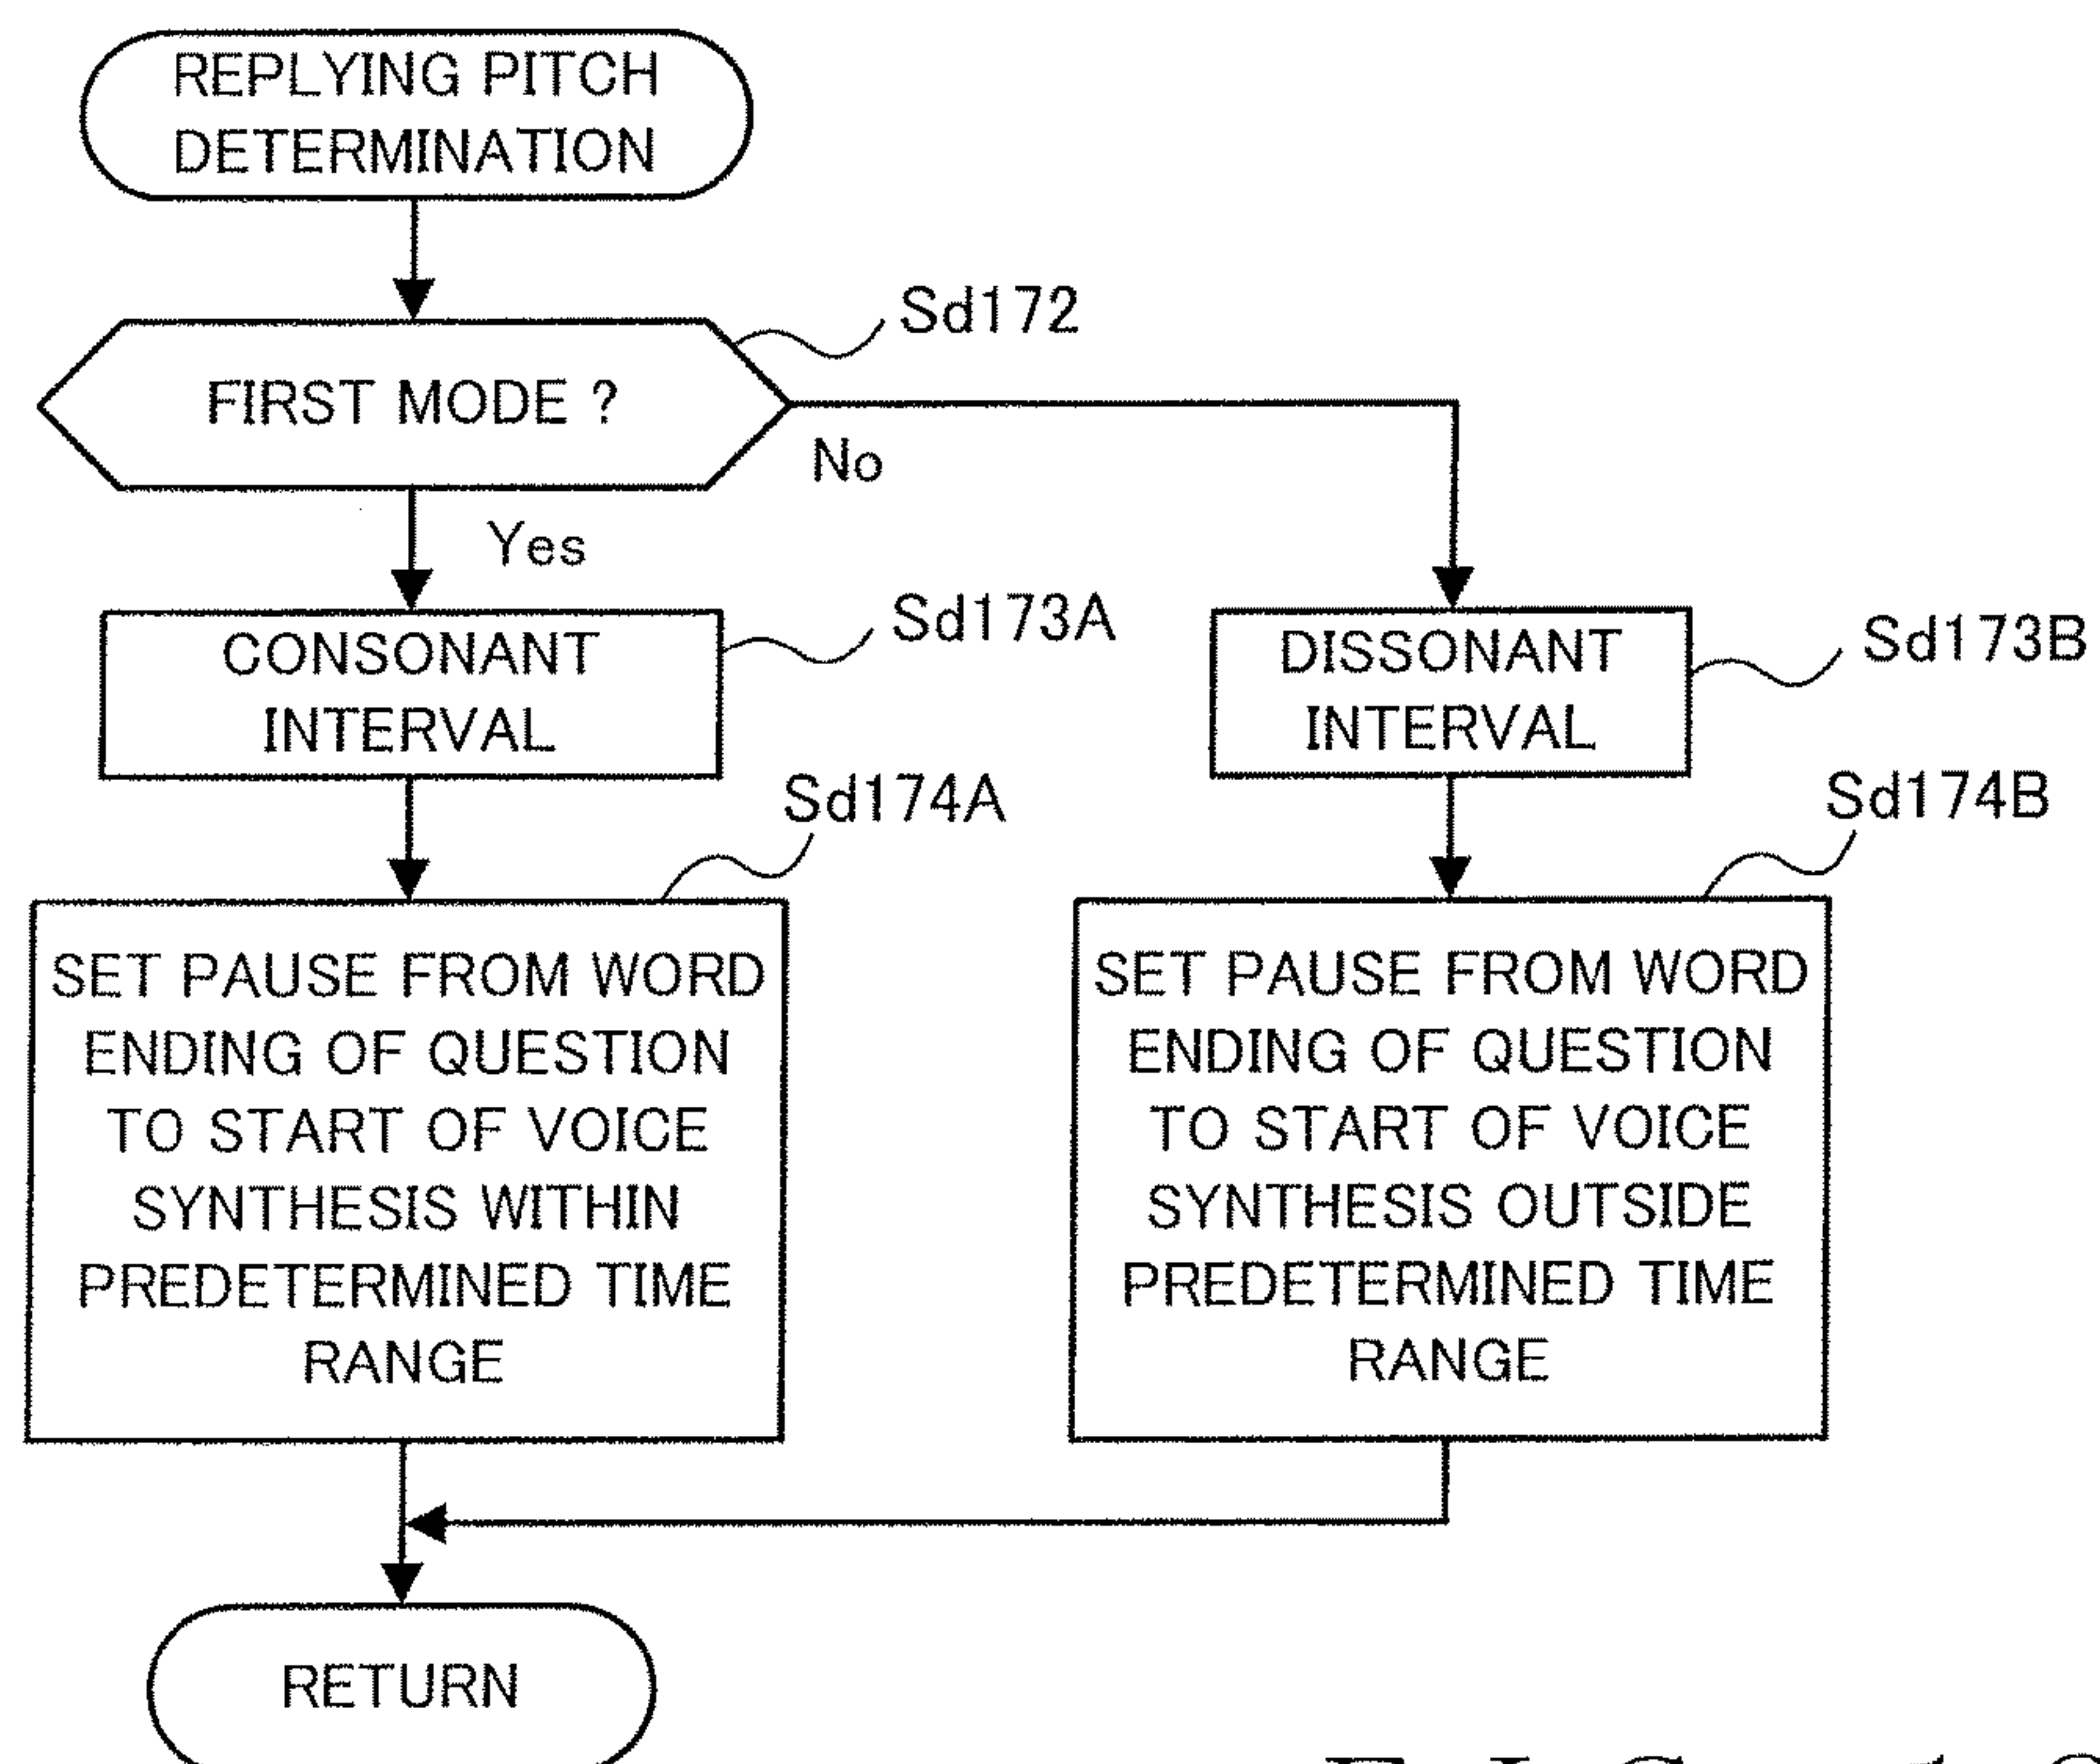 REPLYING PITCH
DETERMINATION
Sd172
FIRST MODE ?
No
Yes
Sd173A
CONSONANT
INTERVAL
Sd173B
DISSONANT
INTERVAL
Sd174A
SET PAUSE FROM WORD
ENDING OF QUESTION
TO START OF VOICE
SYNTHESIS WITHIN
PREDETERMINED TIME
RANGE
Sd174B
SET PAUSE FROM WORD
ENDING OF QUESTION
TO START OF VOICE
SYNTHESIS OUTSIDE
PREDETERMINED TIME
RANGE
RETURN